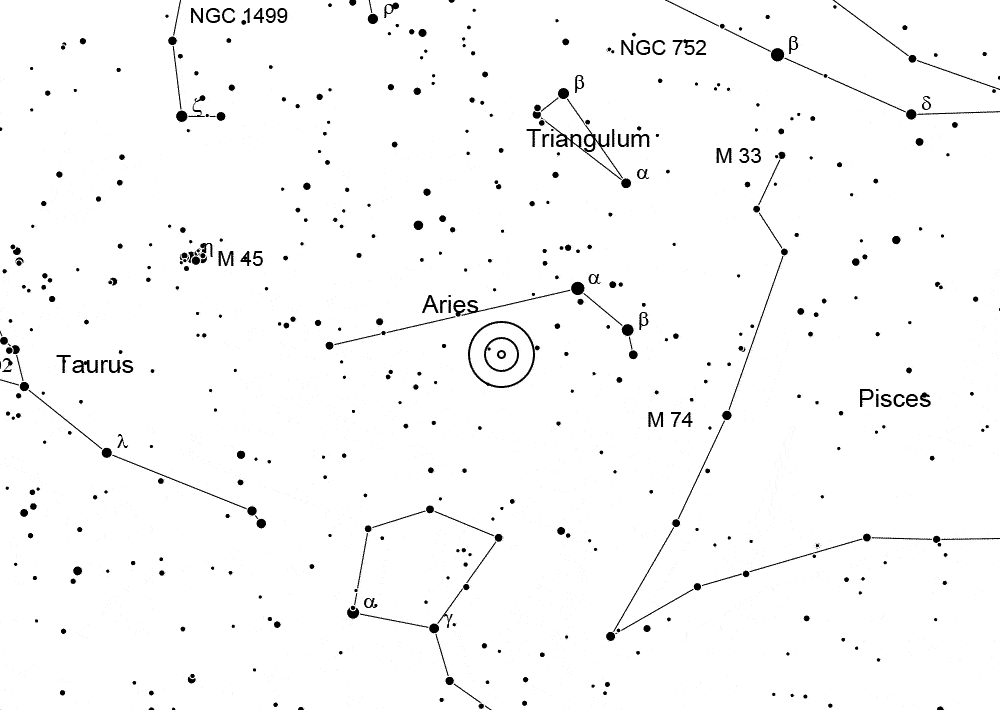 NGC 1499
ρ
NGC 752
β
β
ζ
δ
Triangulum
M 33
α
η
M 45
α
Aries
β
Taurus
Pisces
M 74
λ
α
γ